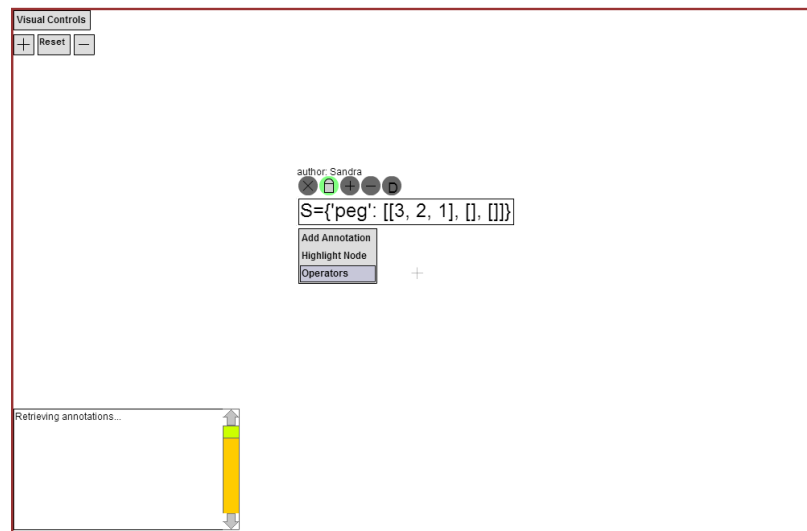 Visual Controls
Reset
author: Sandra
D
S={'peg': [[3, 2, 1], [], []]}
Add Annotation
Highlight Node
Operators
Retrieving annotations...